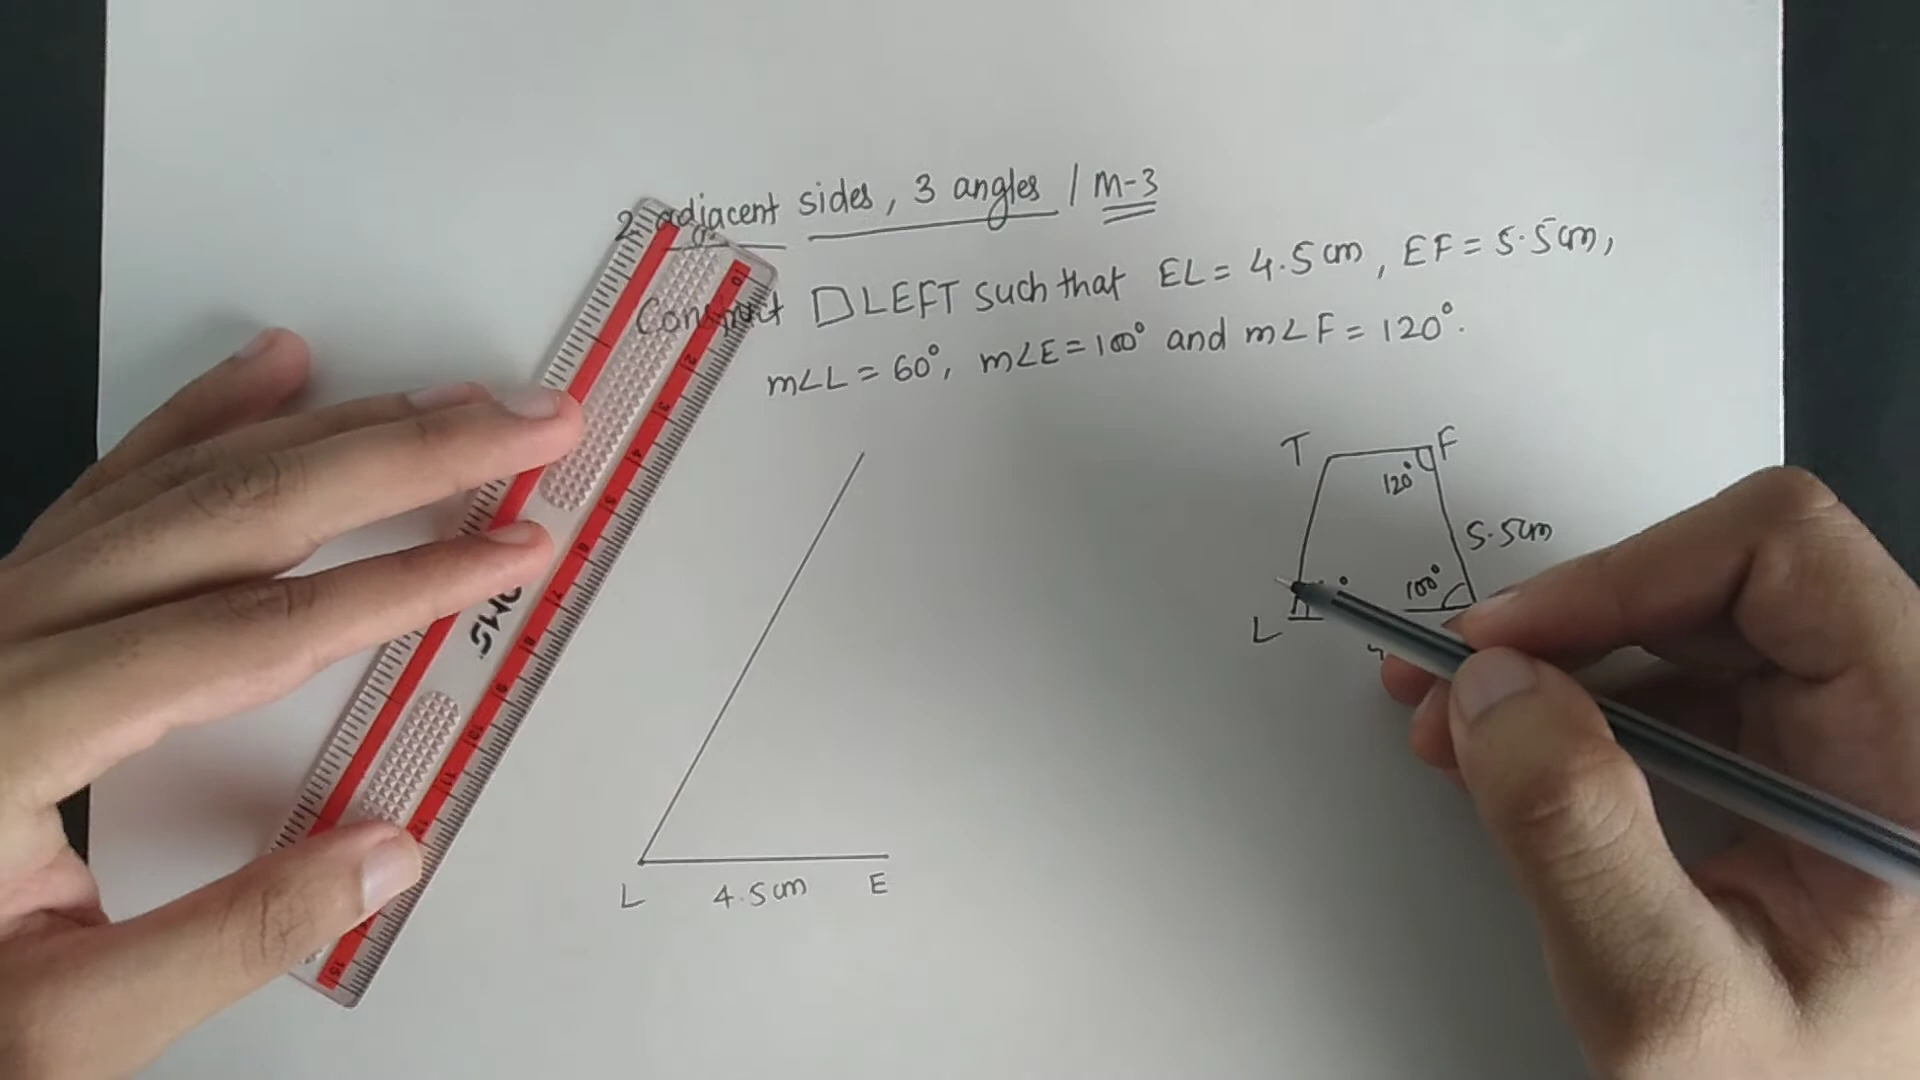 2 adjacent sides, 3 angles / M-3
Construct □LEFT such that EL = 4.5 cm, EF = 5.5 cm,
m∠L = 60°, m∠E = 100° and m∠F = 120°.
T F
120°
5.5cm
100°
L
L 4.5cm E